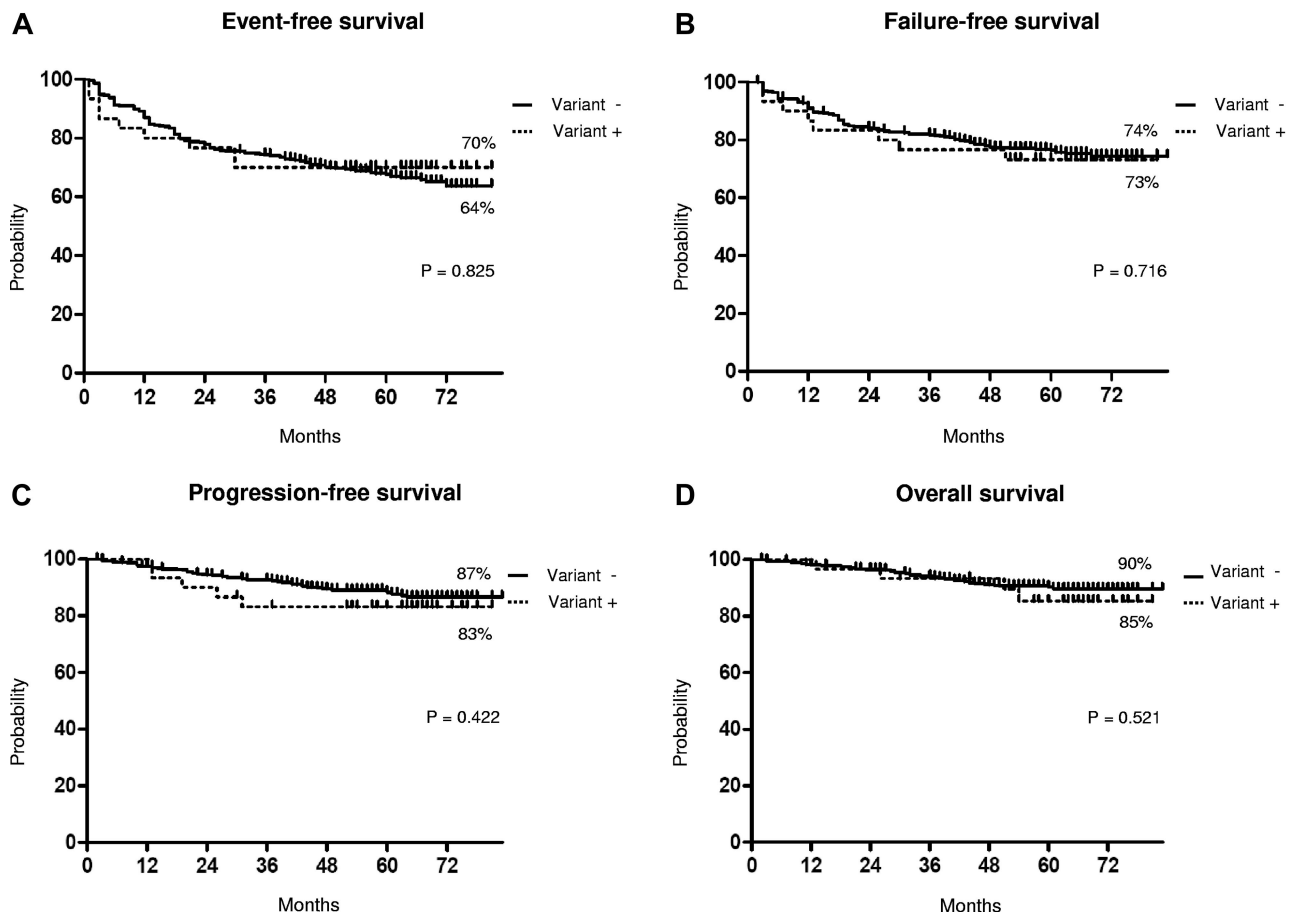 A
Event-free survival
100
80
60
40
20
0
Probability
0 12 24 36 48 60 72
Months
70%
64%
P = 0.825
Variant -
Variant +
B
Failure-free survival
100
80
60
40
20
0
Probability
0 12 24 36 48 60 72
Months
74%
73%
P = 0.716
Variant -
Variant +
C
Progression-free survival
100
80
60
40
20
0
Probability
0 12 24 36 48 60 72
Months
87%
83%
P = 0.422
Variant -
Variant +
D
Overall survival
100
80
60
40
20
0
Probability
0 12 24 36 48 60 72
Months
90%
85%
P = 0.521
Variant -
Variant +